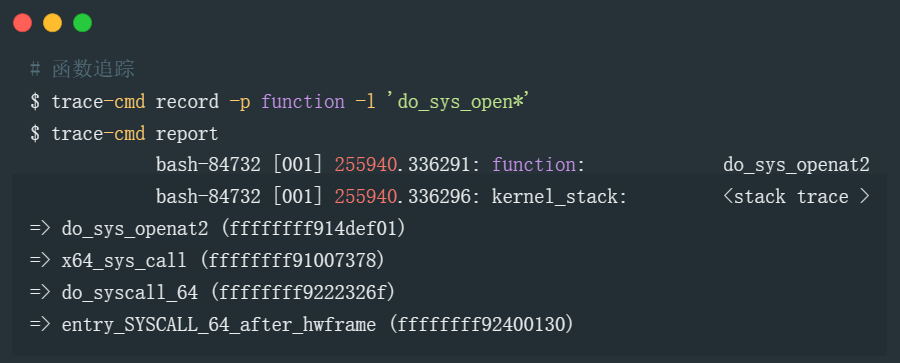 # 函数追踪
$ trace-cmd record -p function -l 'do_sys_open*'
$ trace-cmd report
bash-84732 [001] 255940.336291: function: do_sys_openat2
bash-84732 [001] 255940.336296: kernel_stack: <stack trace >
=> do_sys_openat2 (ffffffff914def01)
=> x64_sys_call (ffffffff91007378)
=> do_syscall_64 (ffffffff9222326f)
=> entry_SYSCALL_64_after_hwframe (ffffffff92400130)